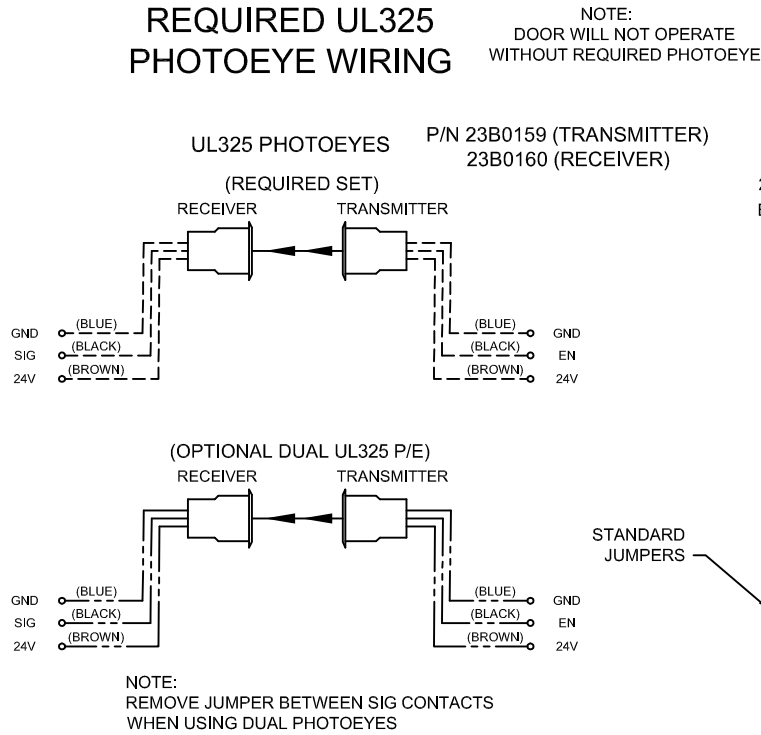 REQUIRED UL325
PHOTOEYE WIRING
NOTE:
DOOR WILL NOT OPERATE
WITHOUT REQUIRED PHOTOEYE
UL325 PHOTOEYES
P/N 23B0159 (TRANSMITTER)
23B0160 (RECEIVER)
(REQUIRED SET)
RECEIVER
TRANSMITTER
GND
(BLUE)
SIG
(BLACK)
24V
(BROWN)
(BLUE)
GND
(BLACK)
EN
(BROWN)
24V
(OPTIONAL DUAL UL325 P/E)
RECEIVER
TRANSMITTER
STANDARD
JUMPERS
GND
(BLUE)
SIG
(BLACK)
24V
(BROWN)
(BLUE)
GND
(BLACK)
EN
(BROWN)
24V
NOTE:
REMOVE JUMPER BETWEEN SIG CONTACTS
WHEN USING DUAL PHOTOEYES